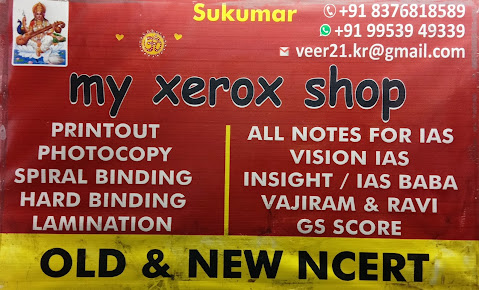 Sukumar
+91 8376818589
+91 99539 49339
veer21.kr@gmail.com
my xerox shop
PRINTOUT
PHOTOCOPY
SPIRAL BINDING
HARD BINDING
LAMINATION
ALL NOTES FOR IAS
VISION IAS
INSIGHT / IAS BABA
VAJIRAM & RAVI
GS SCORE
OLD & NEW NCERT